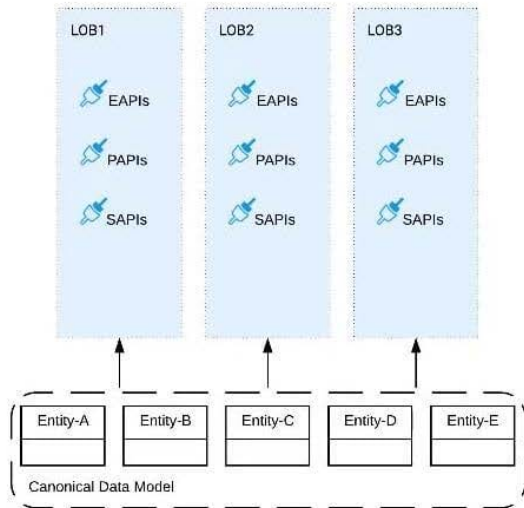 LOB1
LOB2
LOB3
EAPIs
EAPIs
EAPIs
PAPIs
PAPIs
PAPIs
SAPIs
SAPIs
SAPIs
Entity-A
Entity-B
Entity-C
Entity-D
Entity-E
Canonical Data Model